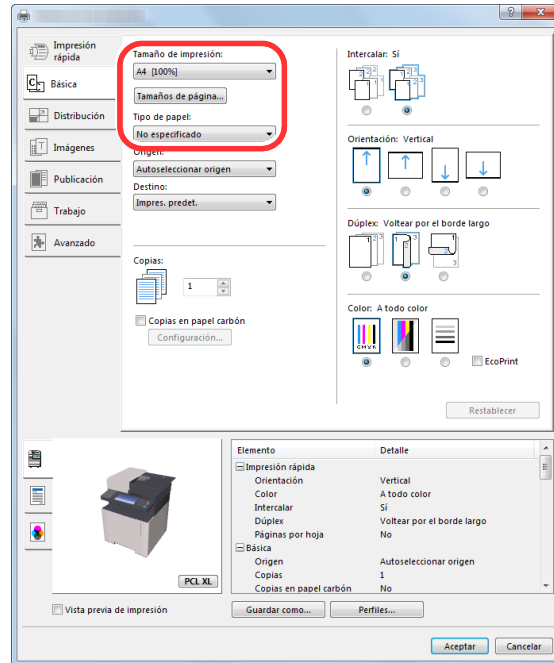 Impresión rápida
Básica
Distribución
Imágenes
Publicación
Trabajo
Avanzado
Tamaño de impresión:
A4 [100%]
Tamaños de página...
Tipo de papel:
No especificado
Origen:
Autoseleccionar origen
Destino:
Impres. predet.
Copias:
1
Copias en papel carbón
Configuración...
Intercalar: Sí
Orientación: Vertical
Dúplex: Voltear por el borde largo
Color: A todo color
CMYK
EcoPrint
Restablecer
PCL XL
Vista previa de impresión
Elemento Detalle
Impresión rápida
Orientación Vertical
Color A todo color
Intercalar Sí
Dúplex Voltear por el borde largo
Páginas por hoja No
Básica
Origen Autoseleccionar origen
Copias 1
Copias en papel carbón No
Guardar como... Perfiles...
Aceptar Cancelar